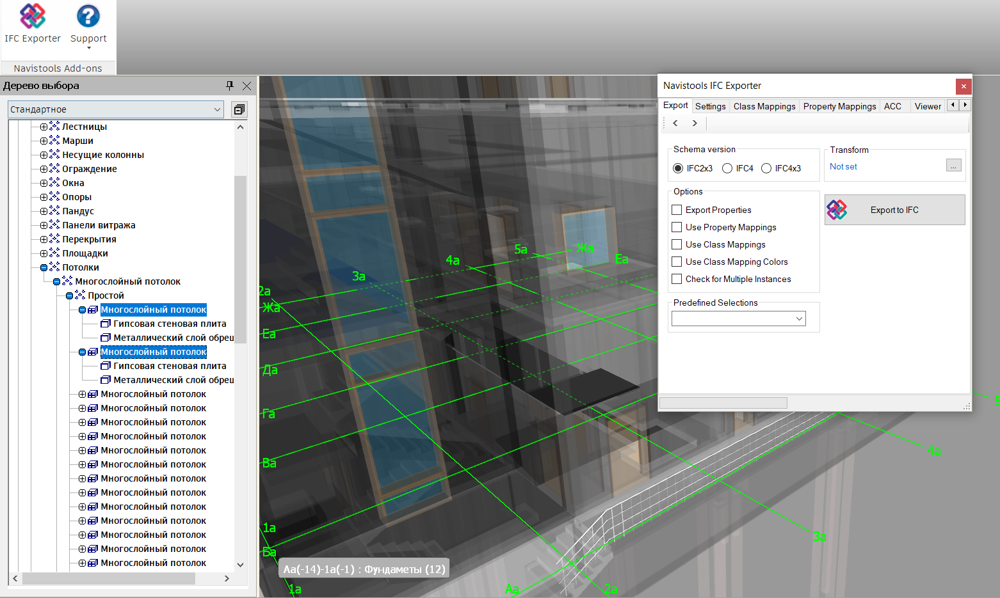 IFC Exporter
Support
Navistools Add-ons
Дерево выбора
Стандартное
Лестницы
Марши
Несущие колонны
Ограждение
Окна
Опоры
Пандус
Панели витража
Перекрытия
Площадки
Потолки
Многослойный потолок
Простой
Многослойный потолок
Гипсовая стеновая плита
Металлический слой обреш
Многослойный потолок
Гипсовая стеновая плита
Металлический слой обреш
Многослойный потолок
Многослойный потолок
Многослойный потолок
Многослойный потолок
Многослойный потолок
Многослойный потолок
Многослойный потолок
Многослойный потолок
Многослойный потолок
Многослойный потолок
Многослойный потолок
Многослойный потолок
Многослойный потолок
5а
Жа
4а
Еа
3а
2а
Жа
Еа
Да
Га
Ва
1а
Ба
Аа(-14)-1а(-1) : Фундаметы (12)
1а
Аа
2а
3а
4а
5
Navistools IFC Exporter
Export Settings Class Mappings Property Mappings ACC Viewer
Schema version
IFC2x3 IFC4 IFC4x3
Transform
Not set
...
Options
Export Properties
Use Property Mappings
Use Class Mappings
Use Class Mapping Colors
Check for Multiple Instances
Export to IFC
Predefined Selections